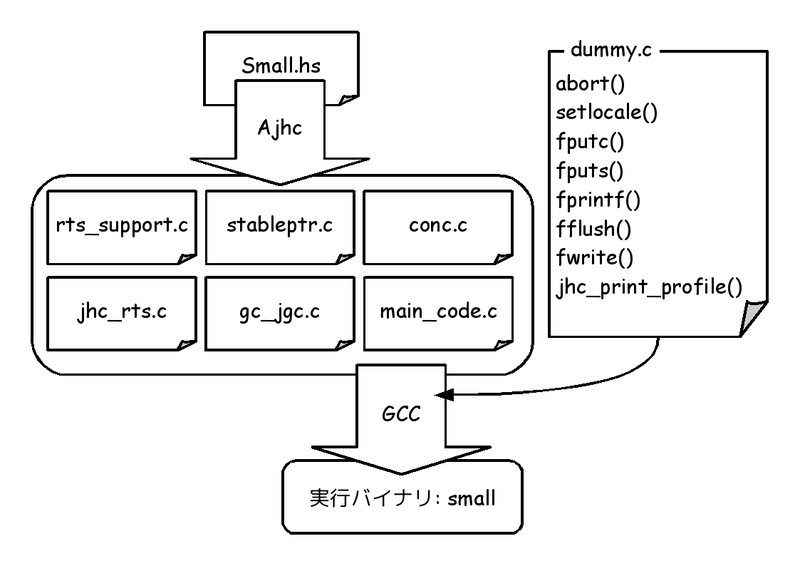 Small.hs
Ajhc
rts_support.c
stableptr.c
conc.c
jhc_rts.c
gc_jgc.c
main_code.c
dummy.c
abort()
setlocale()
fputc()
fputs()
fprintf()
fflush()
fwrite()
jhc_print_profile()
GCC
実行バイナリ: small